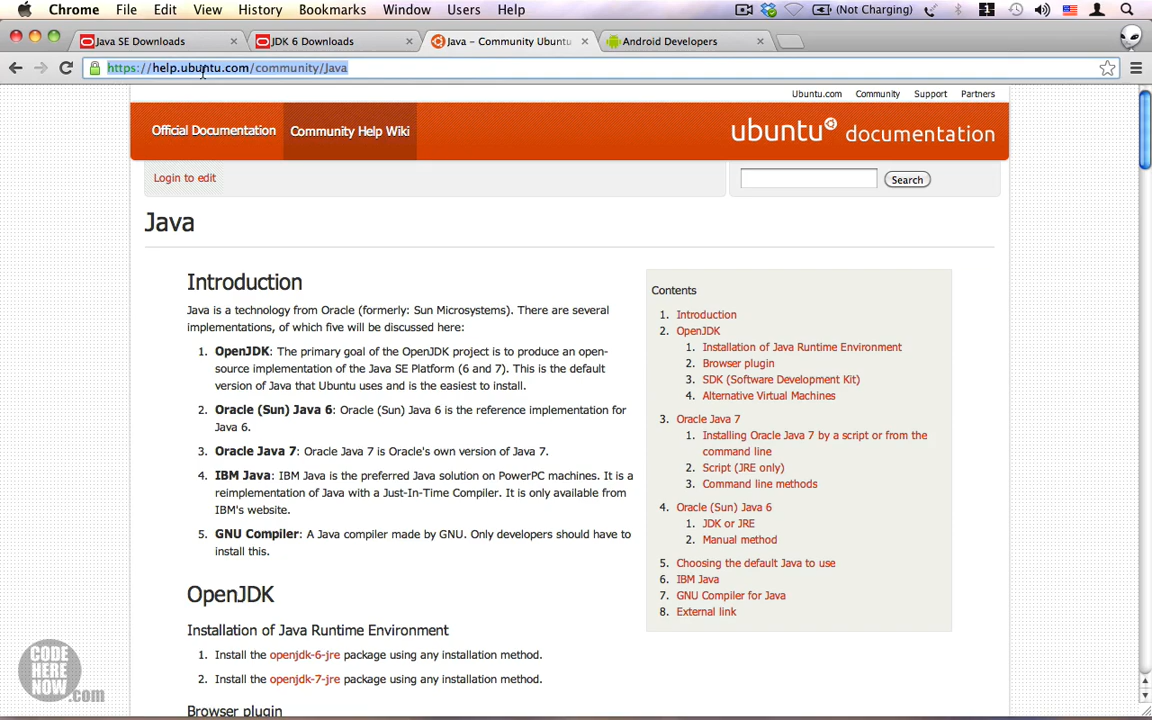 Chrome File Edit View History Bookmarks Window Users Help (Not Charging) 1
Java SE Downloads × JDK 6 Downloads × Java – Community Ubuntu × Android Developers ×
https://help.ubuntu.com/community/Java
Ubuntu.com Community Support Partners
Official Documentation Community Help Wiki ubuntu documentation
Login to edit Search
Java
Introduction
Java is a technology from Oracle (formerly: Sun Microsystems). There are several
implementations, of which five will be discussed here:
1. OpenJDK: The primary goal of the OpenJDK project is to produce an open-
source implementation of the Java SE Platform (6 and 7). This is the default
version of Java that Ubuntu uses and is the easiest to install.
2. Oracle (Sun) Java 6: Oracle (Sun) Java 6 is the reference implementation for
Java 6.
3. Oracle Java 7: Oracle Java 7 is Oracle's own version of Java 7.
4. IBM Java: IBM Java is the preferred Java solution on PowerPC machines. It is a
reimplementation of Java with a Just-In-Time Compiler. It is only available from
IBM's website.
5. GNU Compiler: A Java compiler made by GNU. Only developers should have to
install this.
OpenJDK
Installation of Java Runtime Environment
1. Install the openjdk-6-jre package using any installation method.
2. Install the openjdk-7-jre package using any installation method.
Browser plugin
Contents
1. Introduction
2. OpenJDK
1. Installation of Java Runtime Environment
2. Browser plugin
3. SDK (Software Development Kit)
4. Alternative Virtual Machines
3. Oracle Java 7
1. Installing Oracle Java 7 by a script or from the
command line
2. Script (JRE only)
3. Command line methods
4. Oracle (Sun) Java 6
1. JDK or JRE
2. Manual method
5. Choosing the default Java to use
6. IBM Java
7. GNU Compiler for Java
8. External link
CODE
HERE
NOW
.com